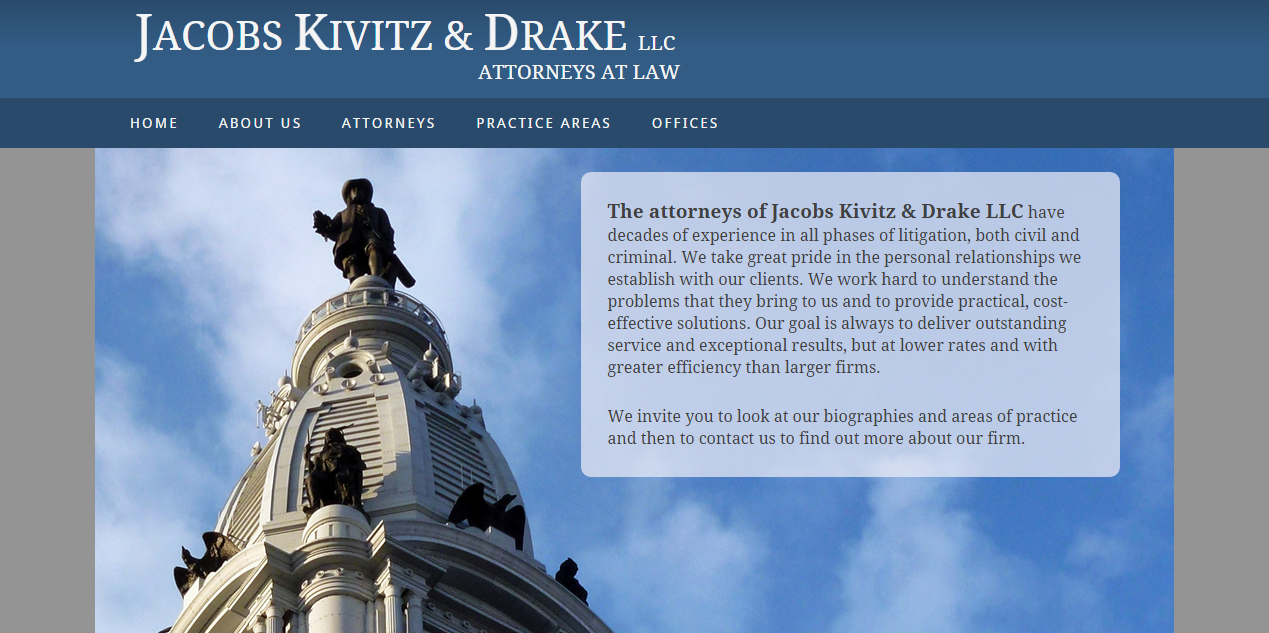 JACOBS KIVITZ & DRAKE LLC
ATTORNEYS AT LAW
HOME ABOUT US ATTORNEYS PRACTICE AREAS OFFICES
The attorneys of Jacobs Kivitz & Drake LLC have
decades of experience in all phases of litigation, both civil and
criminal. We take great pride in the personal relationships we
establish with our clients. We work hard to understand the
problems that they bring to us and to provide practical, cost-
effective solutions. Our goal is always to deliver outstanding
service and exceptional results, but at lower rates and with
greater efficiency than larger firms.
We invite you to look at our biographies and areas of practice
and then to contact us to find out more about our firm.